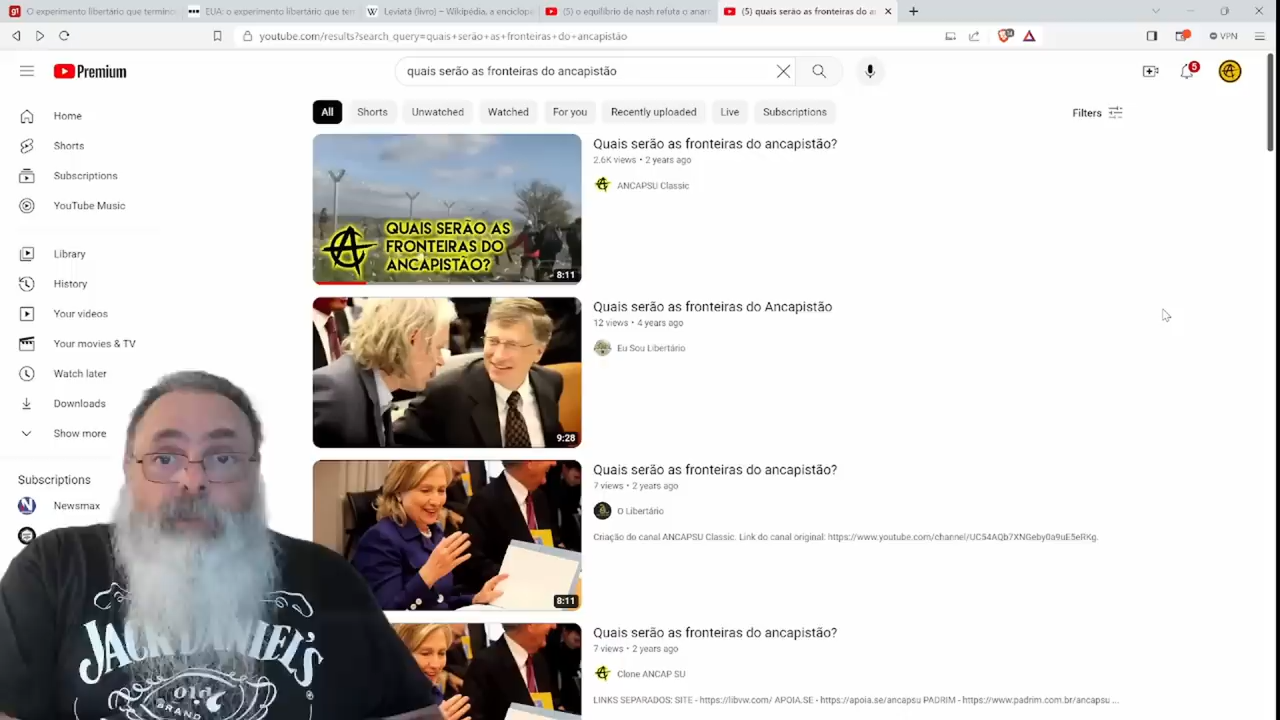 O experimento libertário que terminou
EUA: o experimento libertário que ter
Leviatã (livro) – Wikipédia, a enciclope
(5) o equilíbrio de nash refuta o anar
(5) quais serão as fronteiras do an
youtube.com/results?search_query=quais+serão+as+fronteiras+do+ancapistão
VPN
Premium
quais serão as fronteiras do ancapistão
5
All
Shorts
Unwatched
Watched
For you
Recently uploaded
Live
Subscriptions
Filters
Home
Shorts
Subscriptions
YouTube Music
Library
History
Your videos
Your movies & TV
Watch later
Downloads
Show more
Subscriptions
Newsmax
QUAIS SERÃO AS
FRONTEIRAS DO
ANCAPISTÃO?
8:11
Quais serão as fronteiras do ancapistão?
2.6K views • 2 years ago
ANCAPSU Classic
9:28
Quais serão as fronteiras do Ancapistão
12 views • 4 years ago
Eu Sou Libertário
8:11
Quais serão as fronteiras do ancapistão?
7 views • 2 years ago
O Libertário
Criação do canal ANCAPSU Classic. Link do canal original: https://www.youtube.com/channel/UC54AQb7XNGeby0a9uE5eRKg.
Quais serão as fronteiras do ancapistão?
7 views • 2 years ago
Clone ANCAP SU
LINKS SEPARADOS: SITE - https://libvw.com/ APOIA.SE - https://apoia.se/ancapsu PADRIM - https://www.padrim.com.br/ancapsu ...
JACK DANIEL'S
Old
BRAND